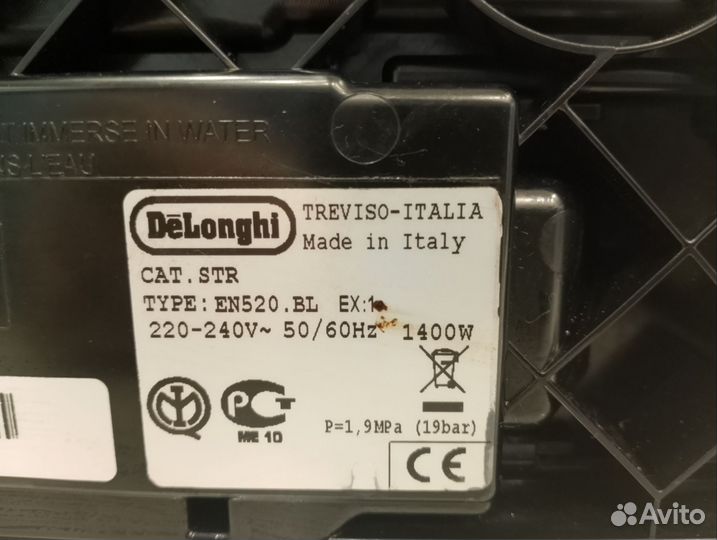 IMMERSE IN WATER
L'EAU
DēLonghi
TREVISO-ITALIA
Made in Italy
CAT.STR
TYPE: EN520.BL EX:1
220-240V~ 50/60Hz 1400W
PCT
ME 10
P=1,9MPa (19bar)
CE
Avito